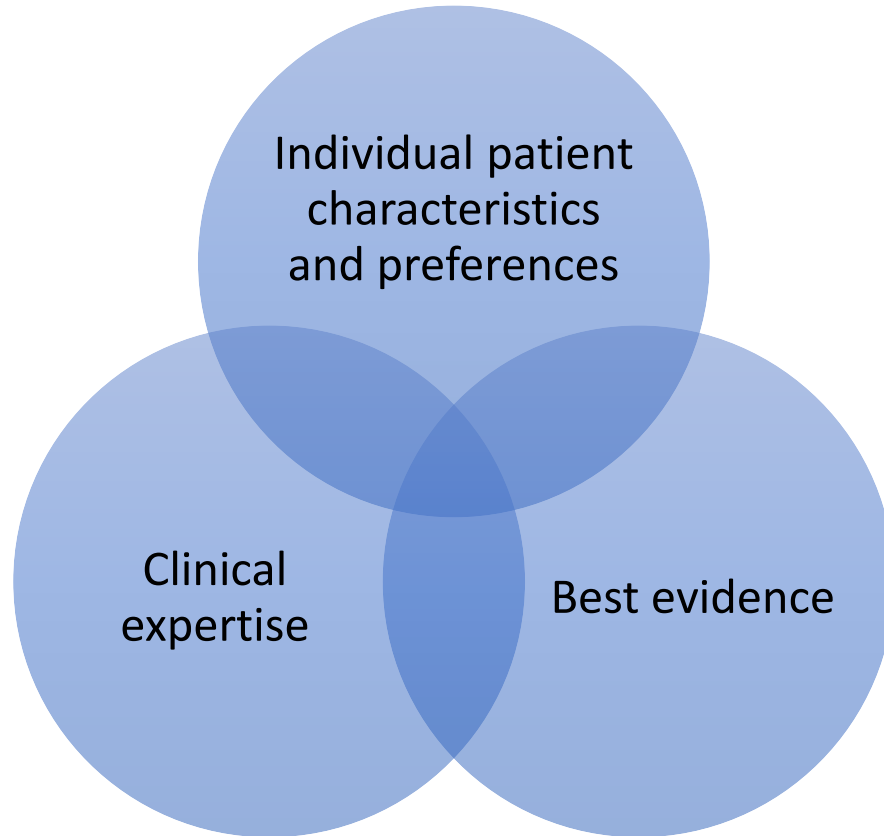 Individual patient
characteristics
and preferences
Clinical
expertise
Best evidence